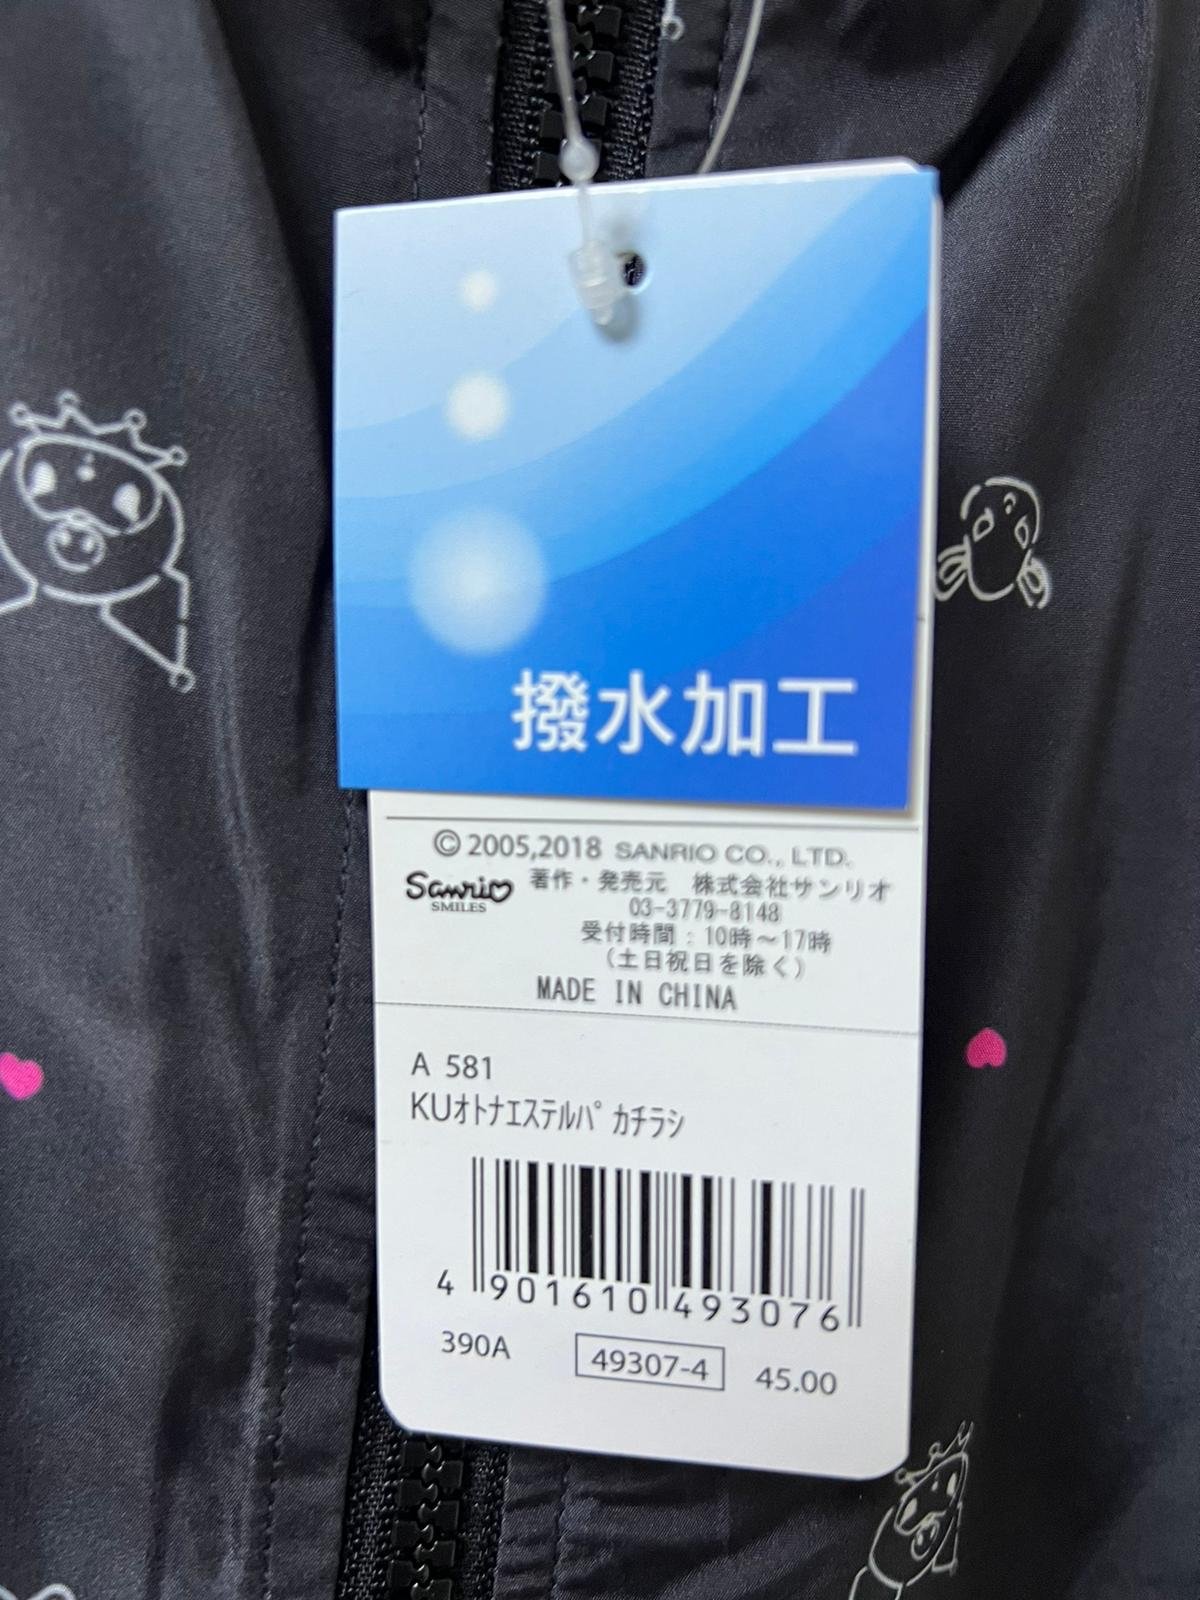 撥水加工
© 2005,2018 SANRIO CO., LTD.
Sanrio
SMILES
著作・発売元 株式会社サンリオ
03-3779-8148
受付時間：10時～17時
(土日祝日を除く)
MADE IN CHINA
A 581
KUオトナエステルパーカチラシ
4 901610 493076
390A 49307-4 45.00